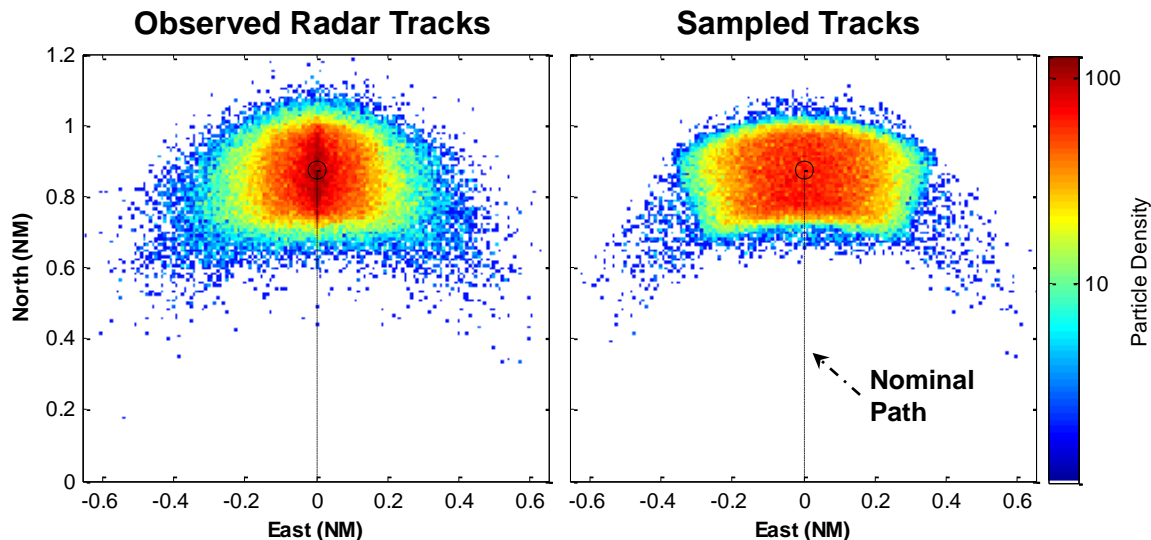 Observed Radar Tracks
Sampled Tracks
1.2
1
0.8
0.6
0.4
0.2
0
North (NM)
-0.6 -0.4 -0.2 0 0.2 0.4 0.6
East (NM)
Nominal
Path
-0.6 -0.4 -0.2 0 0.2 0.4 0.6
East (NM)
100
10
Particle Density